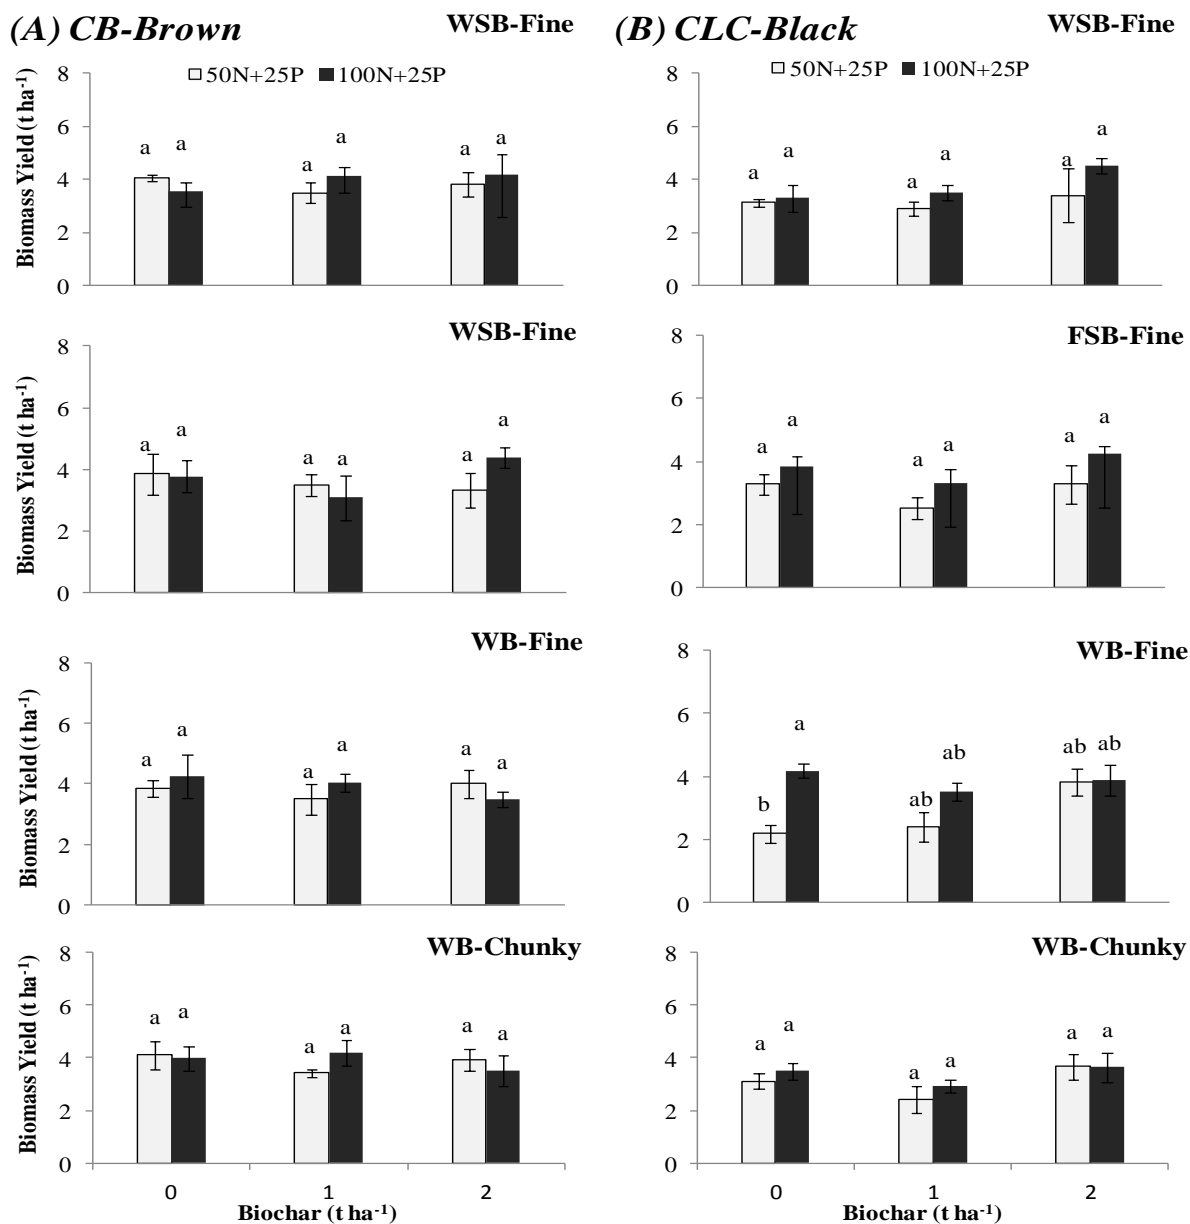 (A) CB-Brown
WSB-Fine
50N+25P 100N+25P
Biomass Yield (t ha-1)
8
6
4
2
0
a a a a a a
WSB-Fine
Biomass Yield (t ha-1)
8
6
4
2
0
a a a a a a
WB-Fine
Biomass Yield (t ha-1)
8
6
4
2
0
a a a a a a
WB-Chunky
Biomass Yield (t ha-1)
8
6
4
2
0
a a a a a a
0 1 2
Biochar (t ha-1)
(B) CLC-Black
WSB-Fine
50N+25P 100N+25P
8
6
4
2
0
a a a a a a
FSB-Fine
8
6
4
2
0
a a a a a a
WB-Fine
8
6
4
2
0
b a ab ab ab ab
WB-Chunky
8
6
4
2
0
a a a a a a
0 1 2
Biochar (t ha-1)